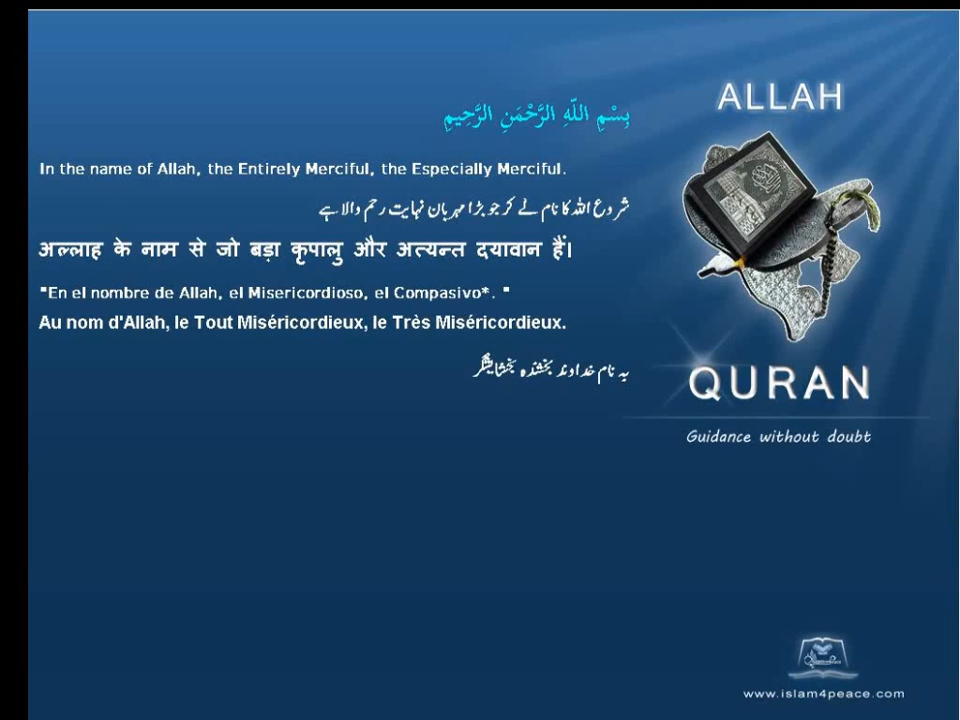 بِسْمِ اللَّهِ الرَّحْمَنِ الرَّحِيمِ
In the name of Allah, the Entirely Merciful, the Especially Merciful.
شروع الله کا نام لے کر جو بڑا مہربان نہایت رحم والا ہے
अल्लाह के नाम से जो बड़ा कृपालु और अत्यन्त दयावान हैं।
"En el nombre de Allah, el Misericordioso, el Compasivo*. "
Au nom d'Allah, le Tout Miséricordieux, le Très Miséricordieux.
به نام خداوند بخشنده بخشایشگر
ALLAH
QURAN
Guidance without doubt
www.islam4peace.com